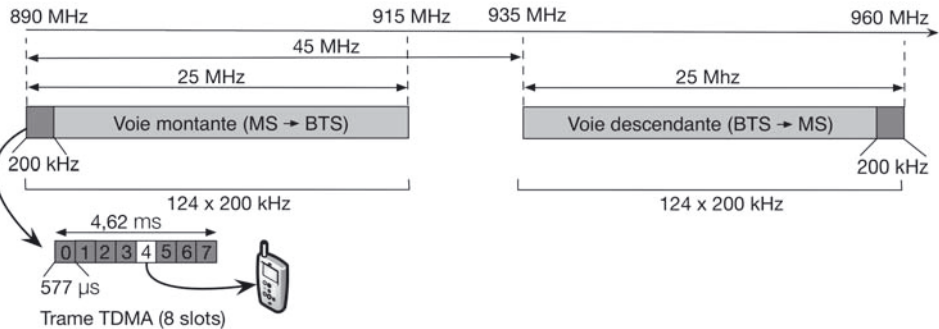 890 MHz 915 MHz 935 MHz 960 MHz
45 MHz
25 MHz 25 Mhz
Voie montante (MS → BTS) Voie descendante (BTS → MS)
200 kHz 200 kHz
124 x 200 kHz 124 x 200 kHz
4,62 ms
0 1 2 3 4 5 6 7
577 µs
Trame TDMA (8 slots)